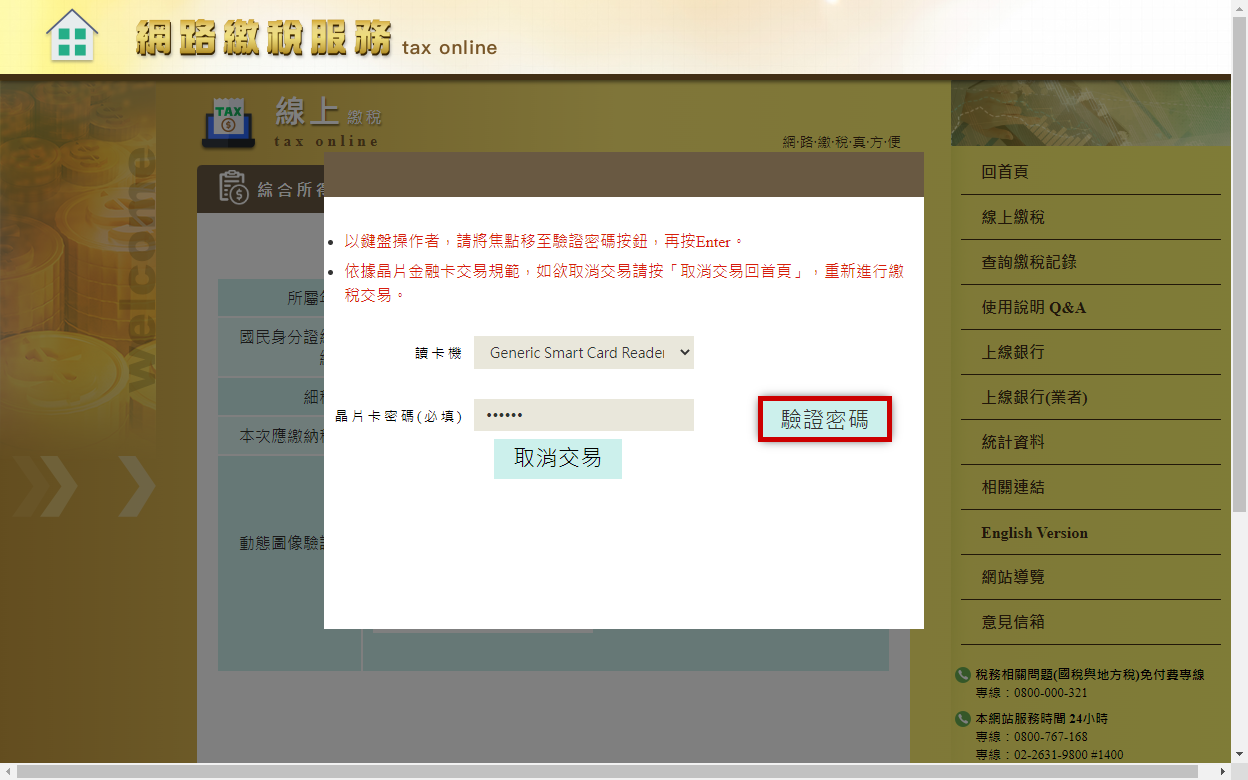 網路繳稅服務 tax online
TAX
線上 繳稅
tax online
網‧路‧繳‧稅‧真‧方‧便
綜合所得
回首頁
線上繳稅
查詢繳稅記錄
使用說明 Q&A
上線銀行
上線銀行(業者)
統計資料
相關連結
English Version
網站導覽
意見信箱
稅務相關問題(國稅與地方稅)免付費專線
專線：0800-000-321
本網站服務時間 24小時
專線：0800-767-168
專線：02-2631-9800 #1400
welcome
所屬
國民身分證
細
本次應繳納
動態圖像驗
以鍵盤操作者，請將焦點移至驗證密碼按鈕，再按Enter。
依據晶片金融卡交易規範，如欲取消交易請按「取消交易回首頁」，重新進行繳
稅交易。
讀卡機 Generic Smart Card Reader
晶片卡密碼(必填) ••••••
驗證密碼
取消交易